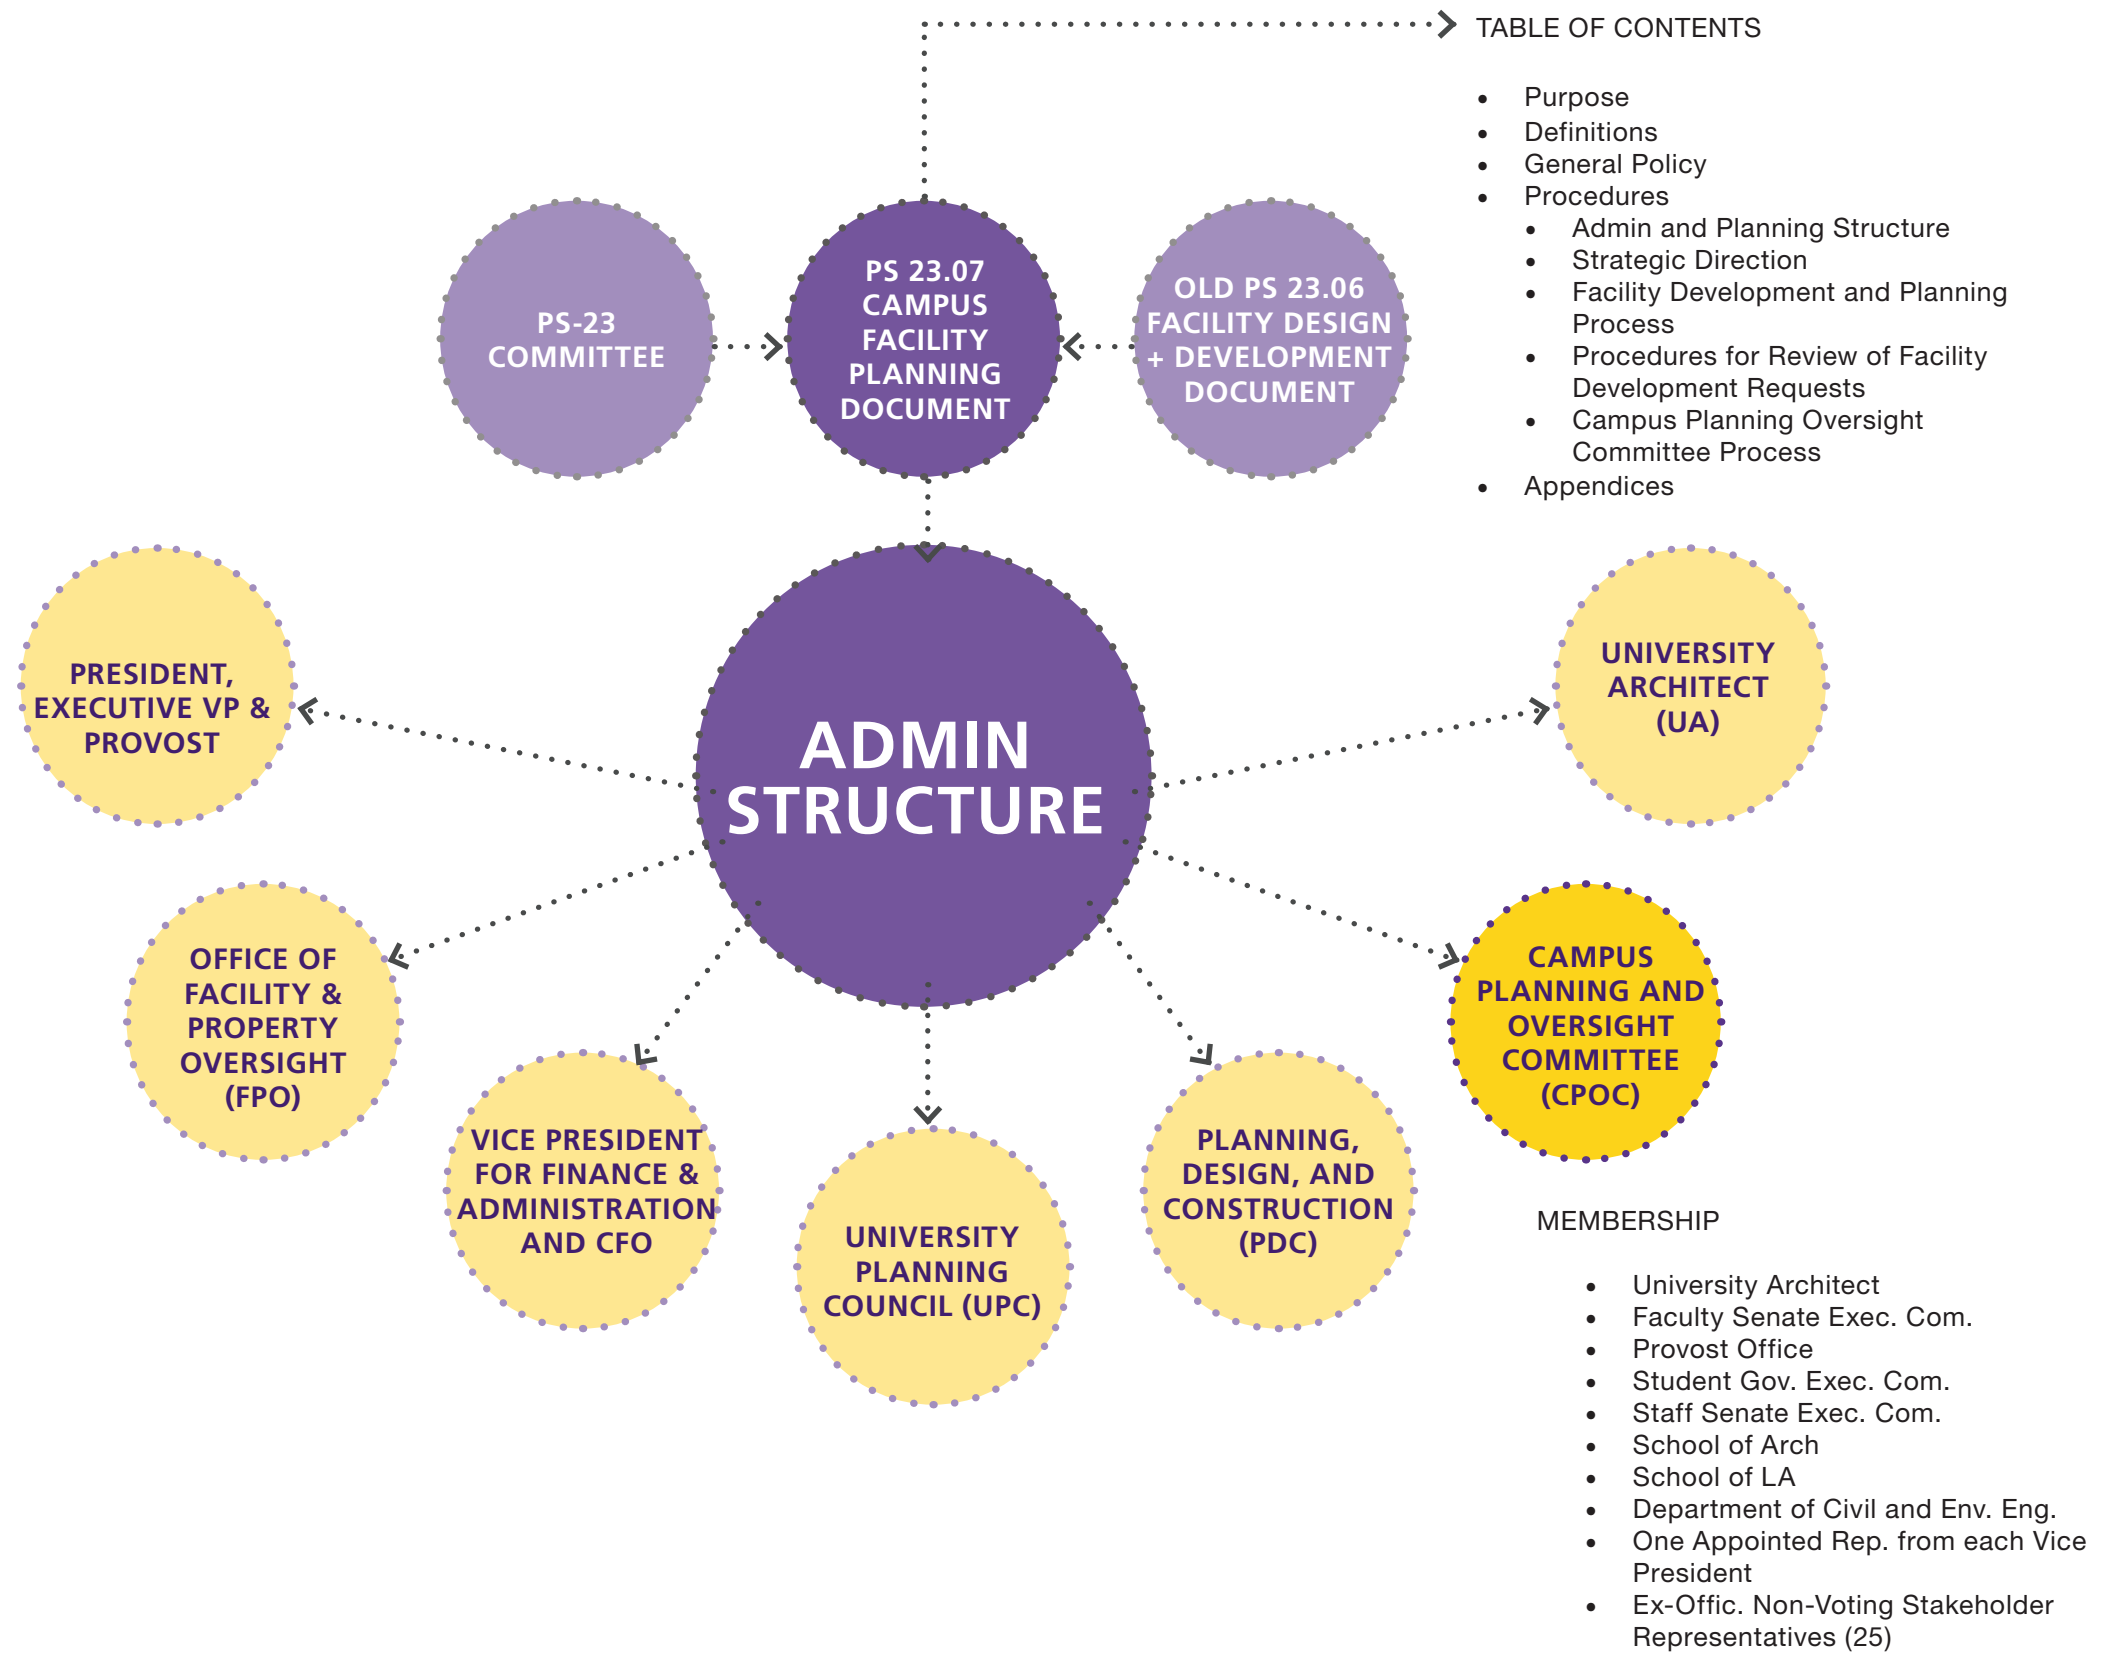 TABLE OF CONTENTS
• Purpose
• Definitions
• General Policy
• Procedures
• Admin and Planning Structure
• Strategic Direction
• Facility Development and Planning
Process
• Procedures for Review of Facility
Development Requests
• Campus Planning Oversight
Committee Process
• Appendices
PS-23
COMMITTEE
PS 23.07
CAMPUS
FACILITY
PLANNING
DOCUMENT
OLD PS 23.06
FACILITY DESIGN
+ DEVELOPMENT
DOCUMENT
ADMIN
STRUCTURE
PRESIDENT,
EXECUTIVE VP &
PROVOST
OFFICE OF
FACILITY &
PROPERTY
OVERSIGHT
(FPO)
VICE PRESIDENT
FOR FINANCE &
ADMINISTRATION
AND CFO
UNIVERSITY
PLANNING
COUNCIL (UPC)
PLANNING,
DESIGN, AND
CONSTRUCTION
(PDC)
CAMPUS
PLANNING AND
OVERSIGHT
COMMITTEE
(CPOC)
UNIVERSITY
ARCHITECT
(UA)
MEMBERSHIP
• University Architect
• Faculty Senate Exec. Com.
• Provost Office
• Student Gov. Exec. Com.
• Staff Senate Exec. Com.
• School of Arch
• School of LA
• Department of Civil and Env. Eng.
• One Appointed Rep. from each Vice
President
• Ex-Offic. Non-Voting Stakeholder
Representatives (25)